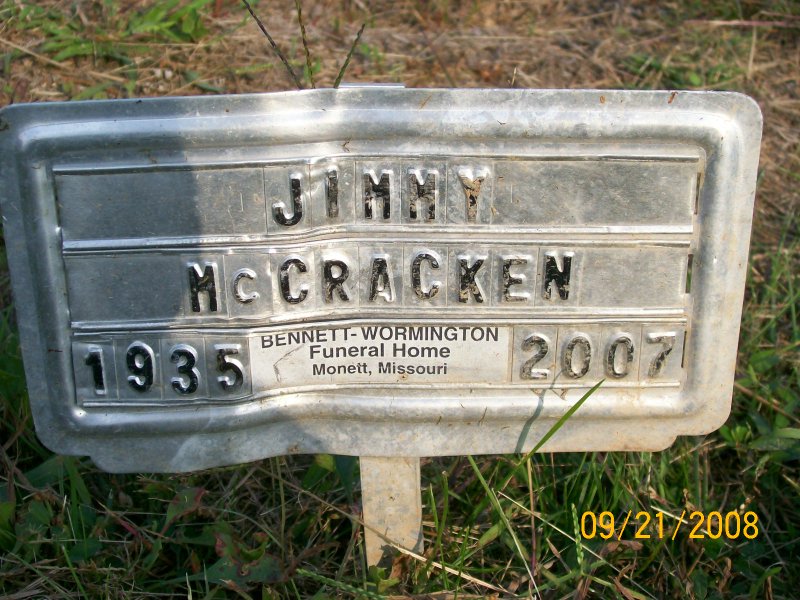 JIMMY
McCRACKEN
1935 BENNETT-WORMINGTON 2007
Funeral Home
Monett, Missouri
09/21/2008